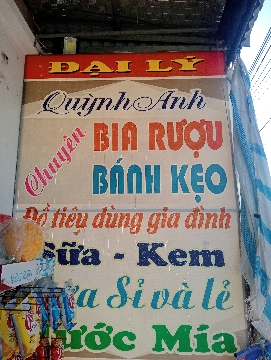 ĐẠI LÝ
Quỳnh Anh
Chuyên
BIA RƯỢU
BÁNH KẸO
Đồ tiêu dùng gia đình
Sữa - Kem
Sỉ và lẻ
Nước Mía